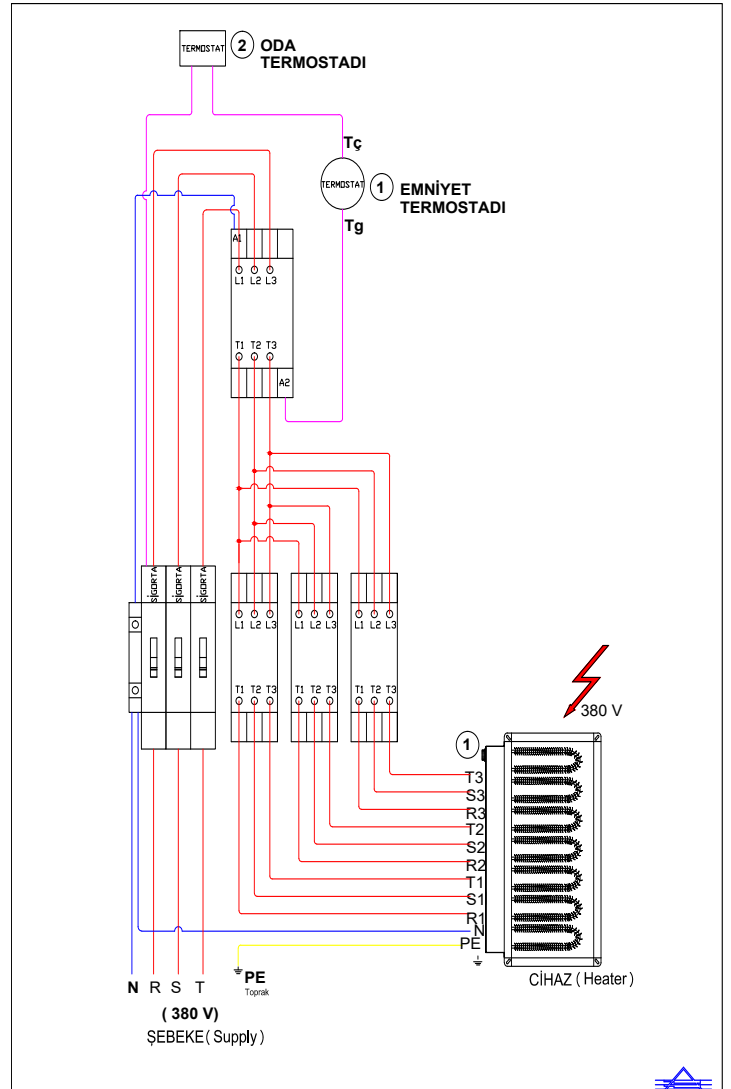 TERMOSTAT
2 ODA
TERMOSTADI
Tç
TERMOSTAT
1 EMNİYET
TERMOSTADI
Tg
A1
L1 L2 L3
T1 T2 T3
A2
SİGORTA SİGORTA SİGORTA
L1 L2 L3 L1 L2 L3 L1 L2 L3
T1 T2 T3 T1 T2 T3 T1 T2 T3
380 V
1
T3
S3
R3
T2
S2
R2
T1
S1
R1
N
PE
PE
Toprak
CİHAZ ( Heater )
N R S T
( 380 V)
ŞEBEKE ( Supply )